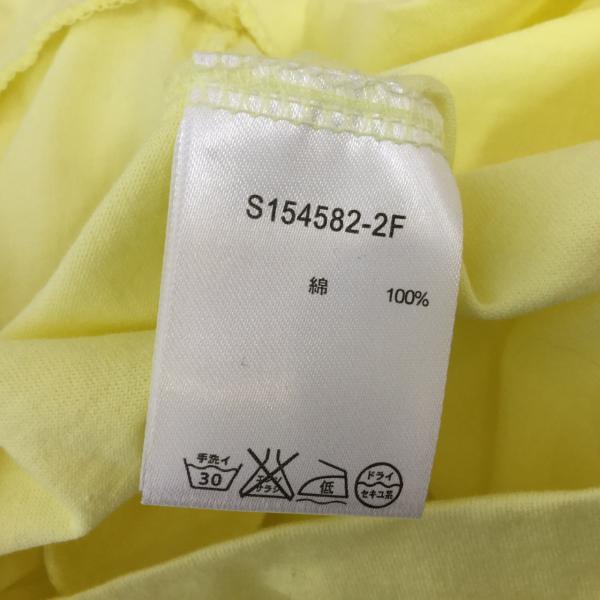 S154582-2F
綿 100%
手洗イ
30
エンソ
サラシ
低
ドライ
セキユ系